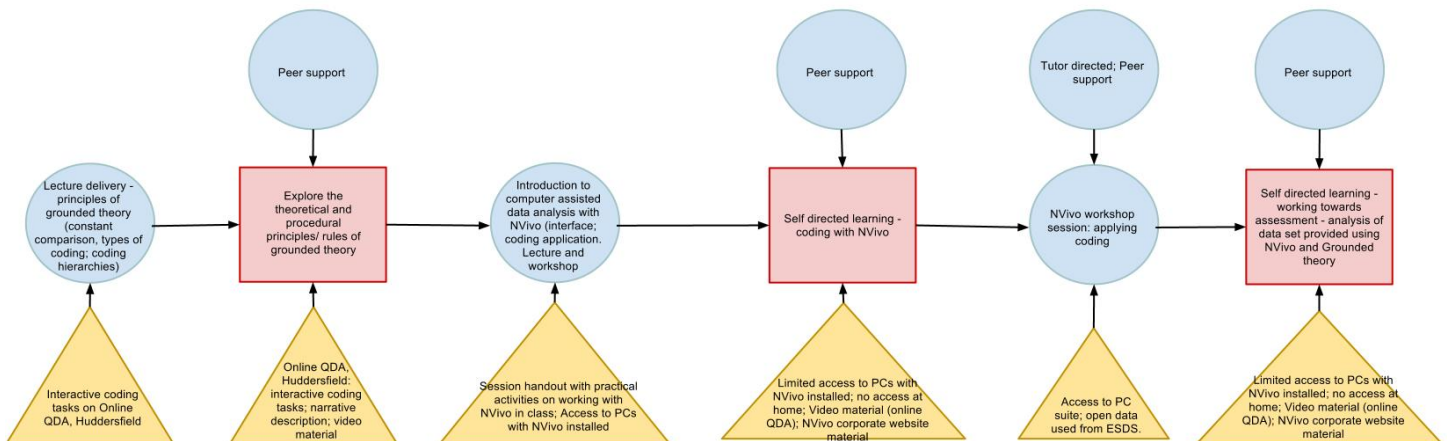 Peer support
Peer support
Tutor directed; Peer
support
Peer support
Lecture delivery -
principles of
grounded theory
(constant
comparison, types of
coding; coding
hierarchies)
Explore the
theoretical and
procedural
principles/ rules of
grounded theory
Introduction to
computer assisted
data analysis with
NVivo (interface;
coding application.
Lecture and
workshop
Self directed learning -
coding with NVivo
NVivo workshop
session: applying
coding
Self directed learning -
working towards
assessment - analysis of
data set provided using
NVivo and Grounded
theory
Interactive coding
tasks on Online
QDA, Huddersfield
Online QDA,
Huddersfield:
interactive coding
tasks; narrative
description; video
material
Session handout with practical
activities on working with
NVivo in class; Access to PCs
with NVivo installed
Limited access to PCs with
NVivo installed; no access at
home; Video material (online
QDA); NVivo corporate website
material
Access to PC
suite; open data
used from ESDS.
Limited access to PCs with
NVivo installed; no access at
home; Video material (online
QDA); NVivo corporate website
material